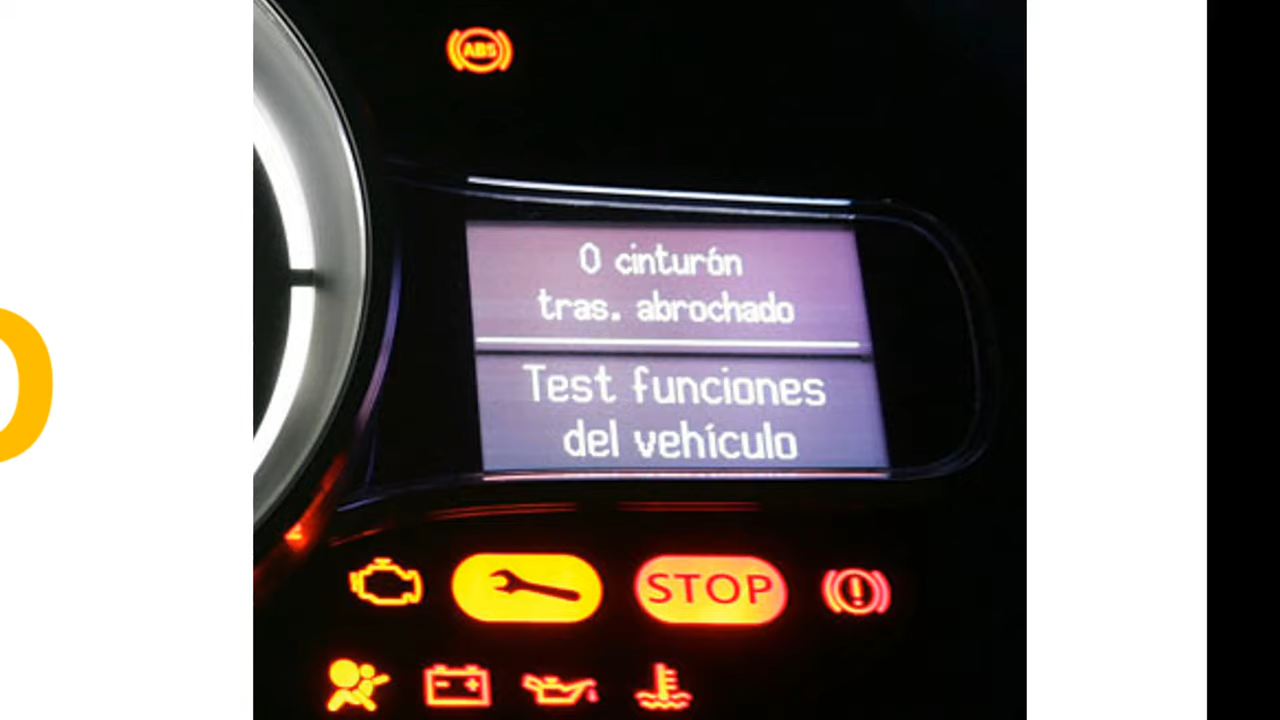 ABS
0 cinturón
tras. abrochado
Test funciones
del vehículo
STOP